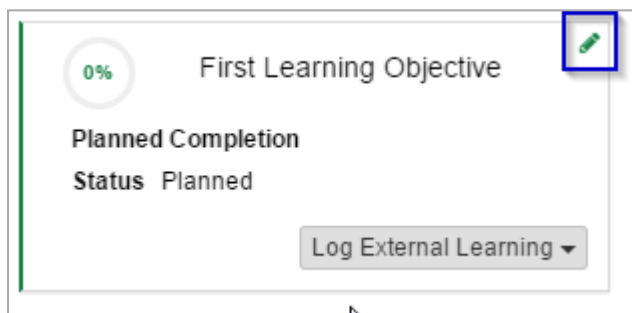 0%
First Learning Objective
Planned Completion
Status Planned
Log External Learning